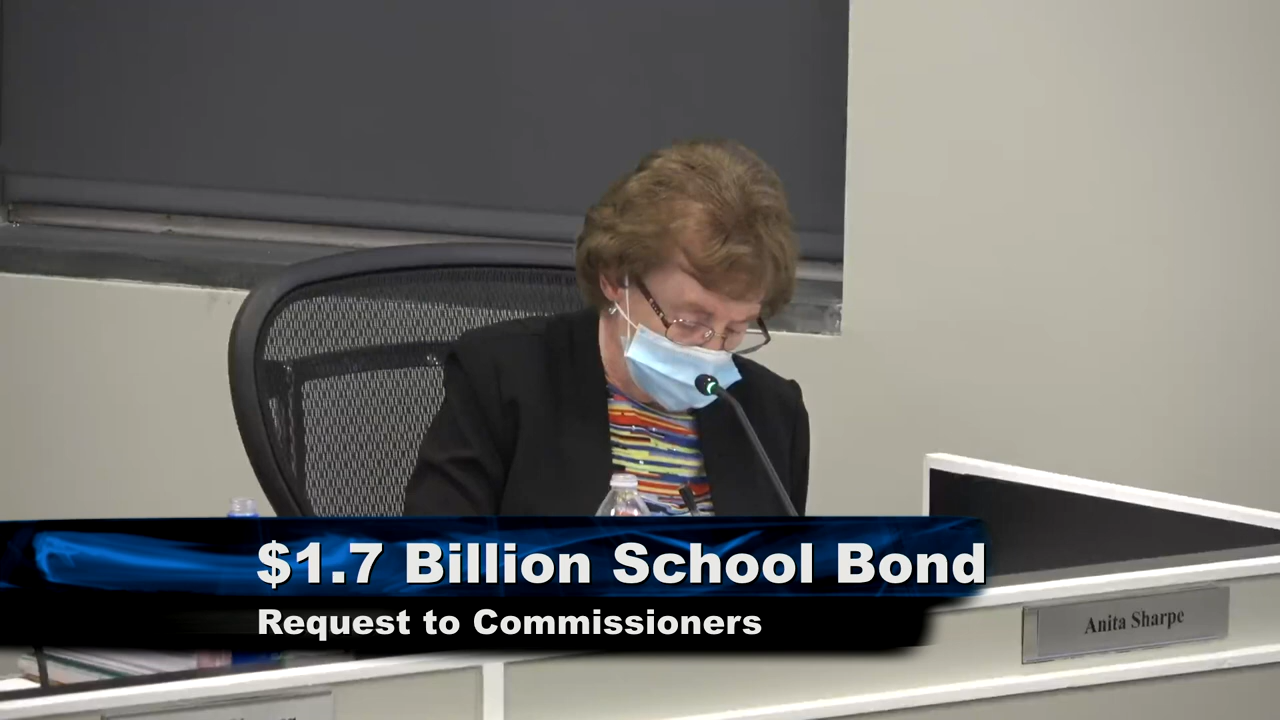 $1.7 Billion School Bond
Request to Commissioners
Anita Sharpe